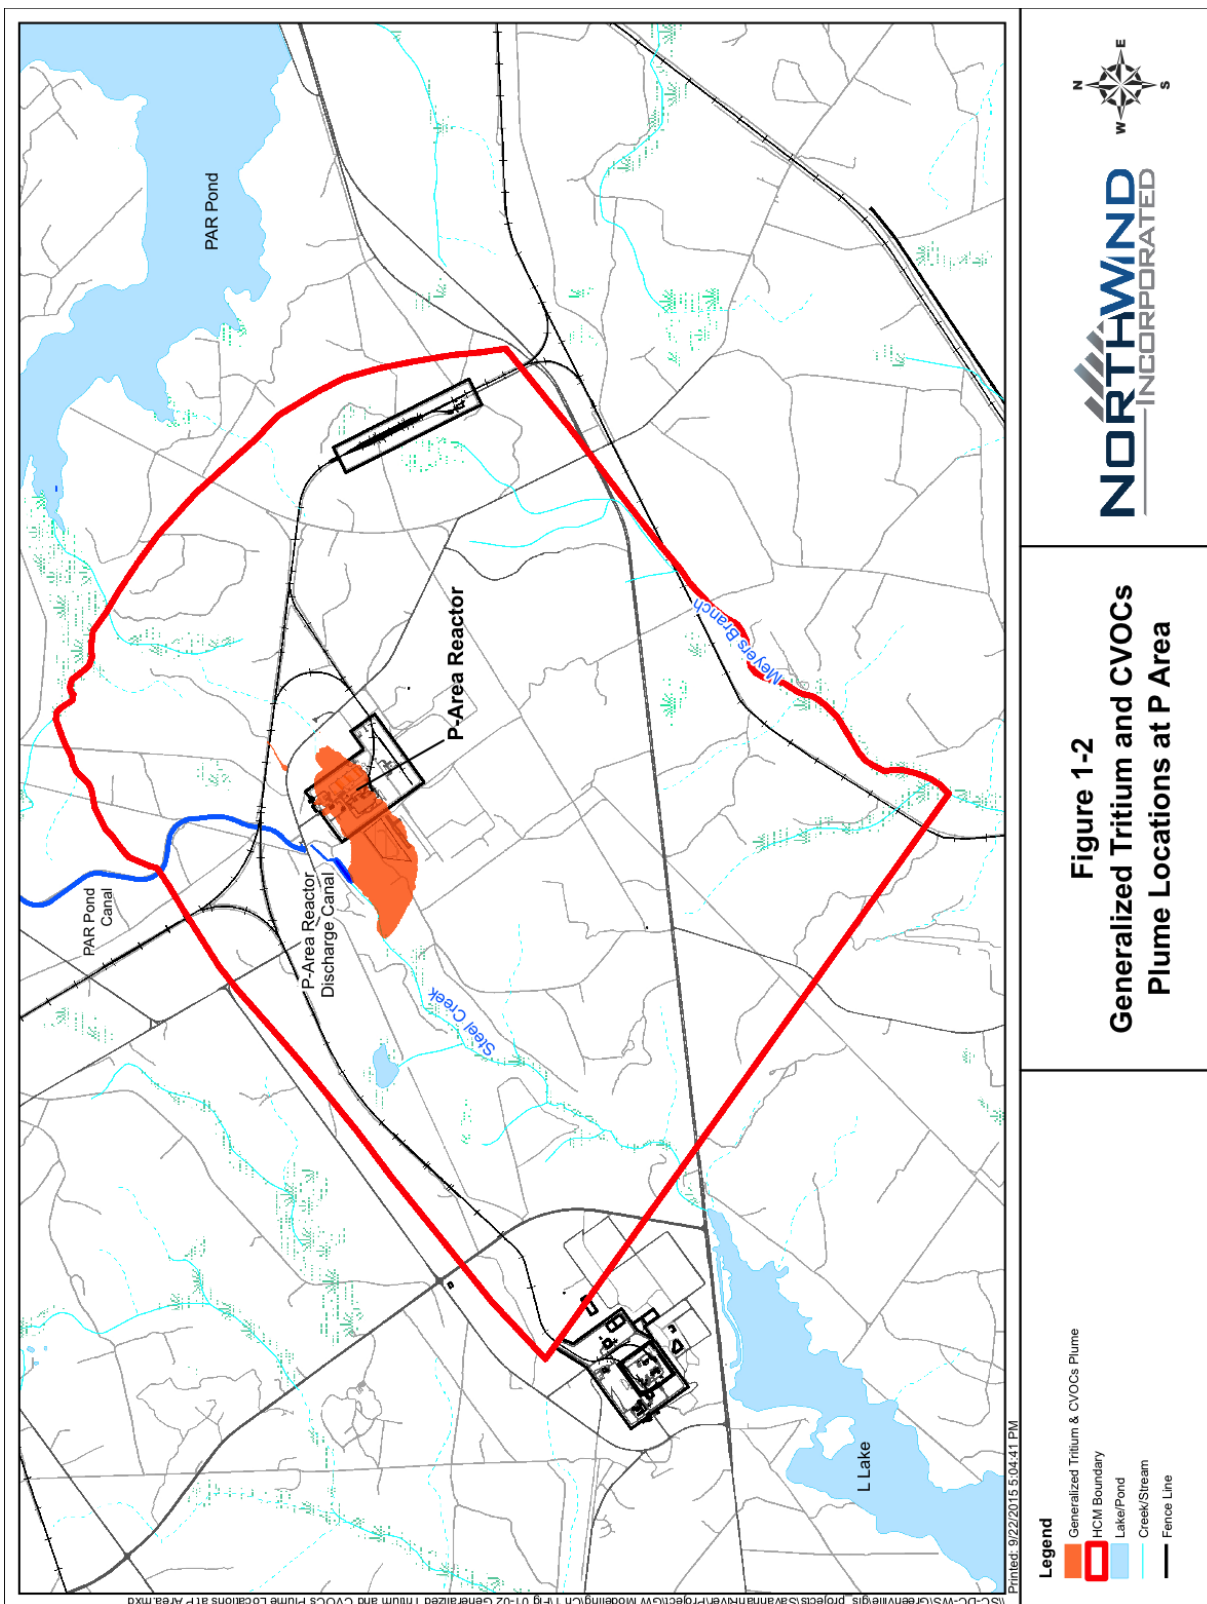 PAR Pond
PAR Pond
Canal
P-Area Reactor
Discharge Canal
P-Area Reactor
Steel Creek
Meyers Branch
L Lake
Printed: 9/22/2015 5:04:41 PM
Legend
Generalized Tritium & CVOCs Plume
HCM Boundary
Lake/Pond
Creek/Stream
Fence Line
Figure 1-2
Generalized Tritium and CVOCs
Plume Locations at P Area
NORTHWIND
INCORPORATED
N
W
E
S